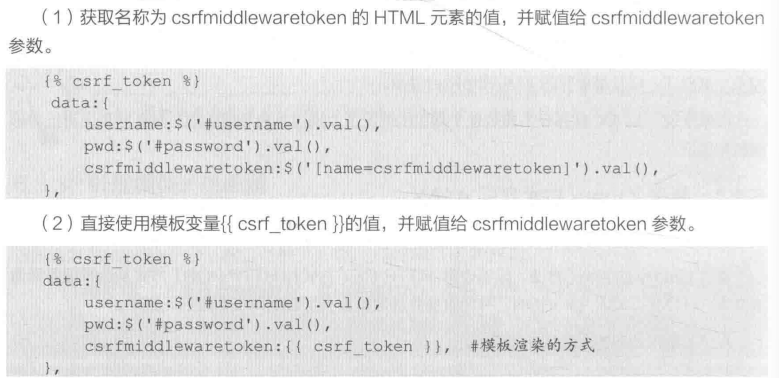 （1）获取名称为 csrfmiddlewaretoken 的 HTML 元素的值，并赋值给 csrfmiddlewaretoken
参数。
{% csrf_token %}
data:{
username:$('#username').val(),
pwd:$('#password').val(),
csrfmiddlewaretoken:$('[name=csrfmiddlewaretoken]').val(),
},
（2）直接使用模板变量{{ csrf_token }}的值，并赋值给 csrfmiddlewaretoken 参数。
{% csrf_token %}
data:{
username:$('#username').val(),
pwd:$('#password').val(),
csrfmiddlewaretoken:{{ csrf_token }}, #模板渲染的方式
},